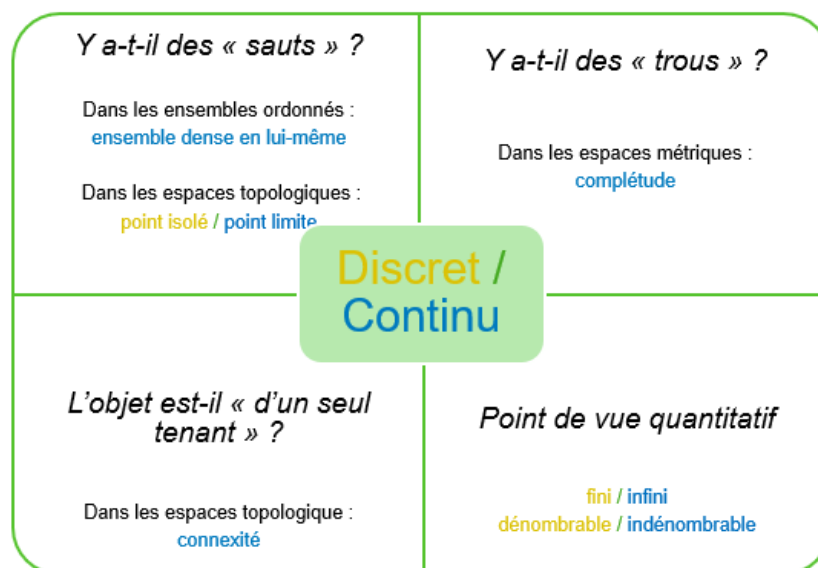 Y a-t-il des « sauts » ?
Dans les ensembles ordonnés :
ensemble dense en lui-même
Dans les espaces topologiques :
point isolé / point limite
Y a-t-il des « trous » ?
Dans les espaces métriques :
complétude
Discret /
Continu
L'objet est-il « d'un seul
tenant » ?
Dans les espaces topologique :
connexité
Point de vue quantitatif
fini / infini
dénombrable / indénombrable